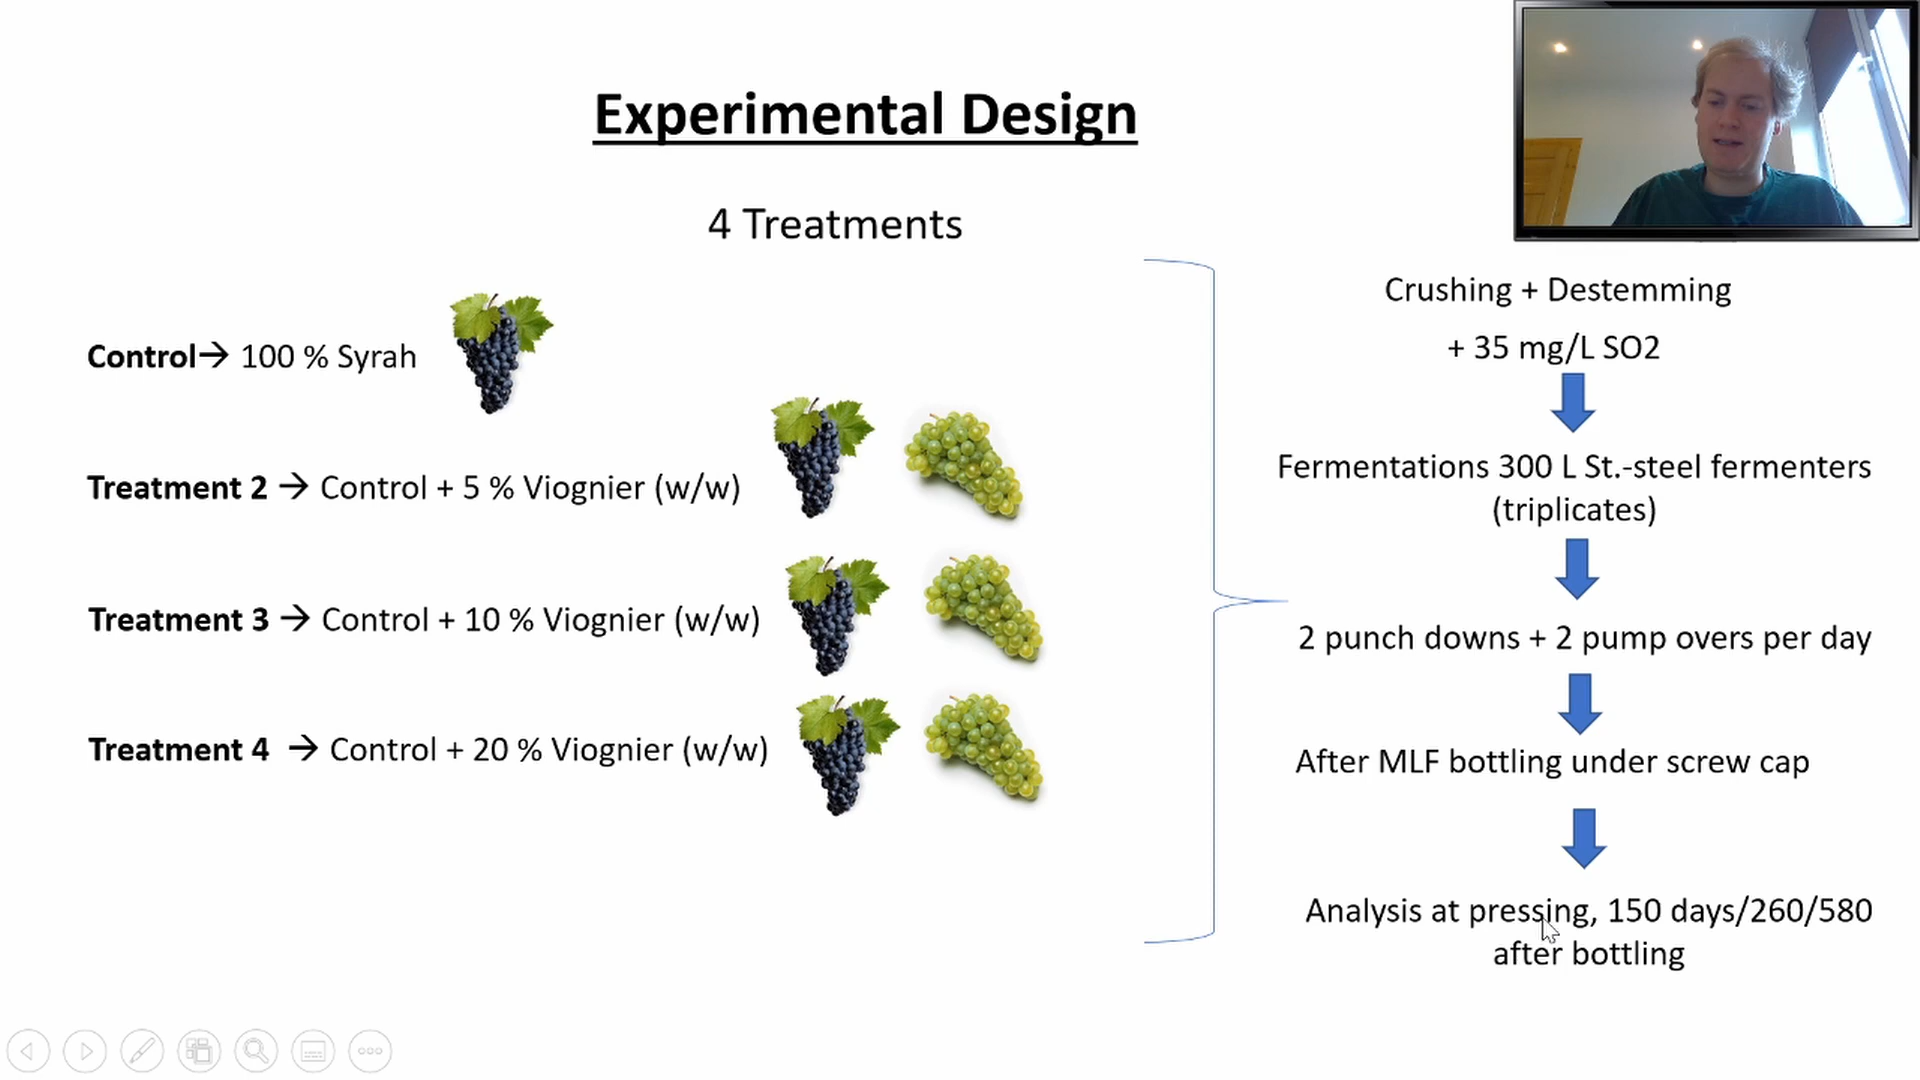 Experimental Design
4 Treatments
Control→ 100 % Syrah
Treatment 2 → Control + 5 % Viognier (w/w)
Treatment 3 → Control + 10 % Viognier (w/w)
Treatment 4 → Control + 20 % Viognier (w/w)
Crushing + Destemming
+ 35 mg/L SO2
Fermentations 300 L St.-steel fermenters
(triplicates)
2 punch downs + 2 pump overs per day
After MLF bottling under screw cap
Analysis at pressing, 150 days/260/580
after bottling